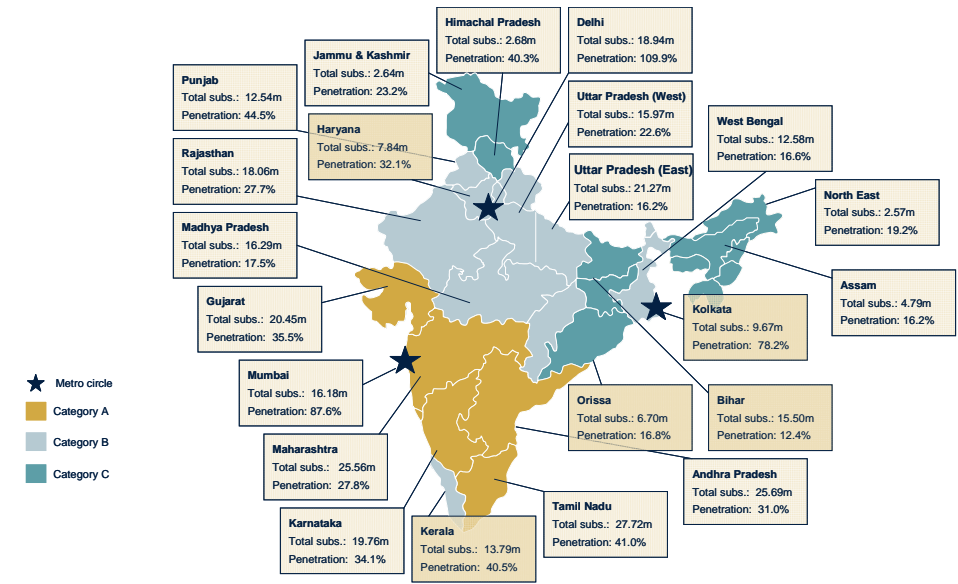 Himachal Pradesh
Total subs.: 2.68m
Penetration: 40.3%
Delhi
Total subs.: 18.94m
Penetration: 109.9%
Jammu & Kashmir
Total subs.: 2.64m
Penetration: 23.2%
Punjab
Total subs.: 12.54m
Penetration: 44.5%
Uttar Pradesh (West)
Total subs.: 15.97m
Penetration: 22.6%
Haryana
Total subs.: 7.84m
Penetration: 32.1%
West Bengal
Total subs.: 12.58m
Penetration: 16.6%
Rajasthan
Total subs.: 18.06m
Penetration: 27.7%
Uttar Pradesh (East)
Total subs.: 21.27m
Penetration: 16.2%
North East
Total subs.: 2.57m
Penetration: 19.2%
Madhya Pradesh
Total subs.: 16.29m
Penetration: 17.5%
Assam
Total subs.: 4.79m
Penetration: 16.2%
Gujarat
Total subs.: 20.45m
Penetration: 35.5%
Kolkata
Total subs.: 9.67m
Penetration: 78.2%
Mumbai
Total subs.: 16.18m
Penetration: 87.6%
Metro circle
Category A
Category B
Category C
Orissa
Total subs.: 6.70m
Penetration: 16.8%
Bihar
Total subs.: 15.50m
Penetration: 12.4%
Maharashtra
Total subs.: 25.56m
Penetration: 27.8%
Andhra Pradesh
Total subs.: 25.69m
Penetration: 31.0%
Tamil Nadu
Total subs.: 27.72m
Penetration: 41.0%
Karnataka
Total subs.: 19.76m
Penetration: 34.1%
Kerala
Total subs.: 13.79m
Penetration: 40.5%